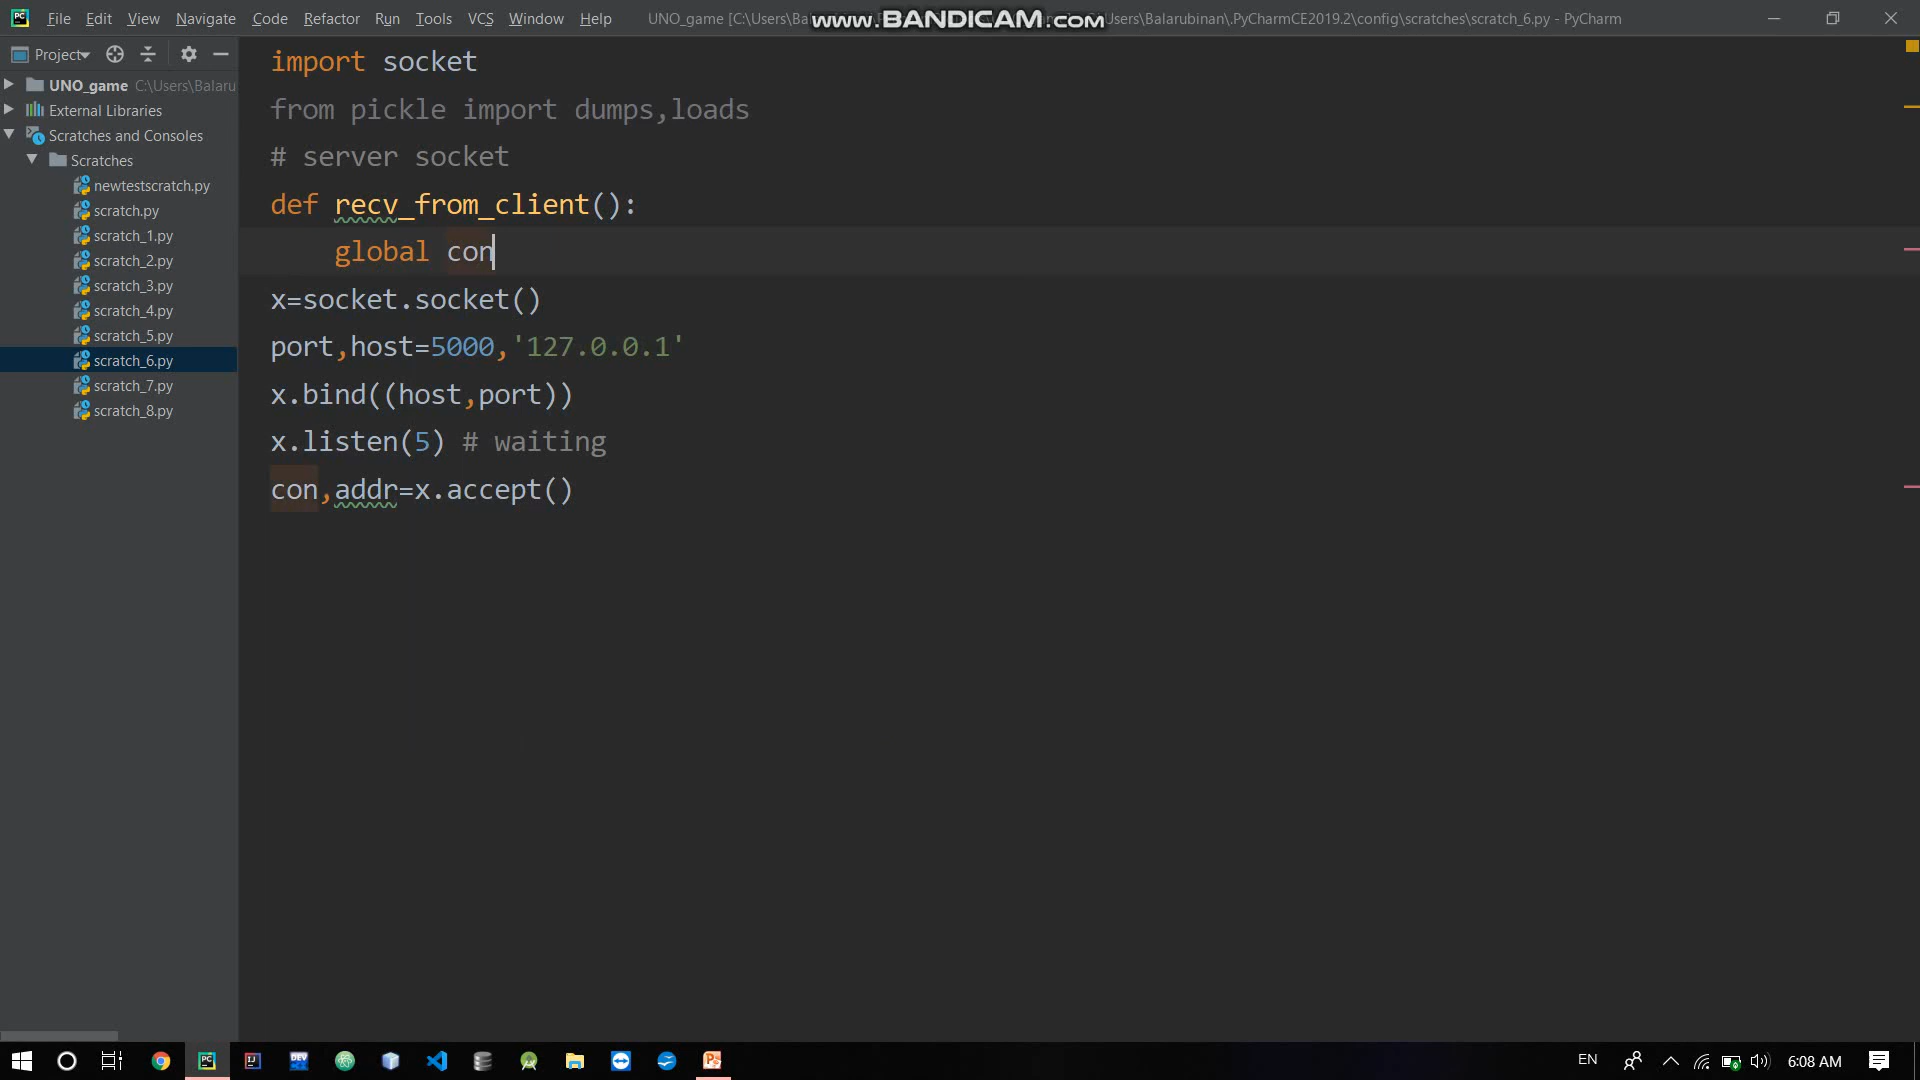 File Edit View Navigate Code Refactor Run Tools VCS Window Help
UNO_game [C:\Users\Ba
www.BANDICAM.com
Users\Balarubinan\.PyCharmCE2019.2\config\scratches\scratch_6.py - PyCharm
Project
UNO_game C:\Users\Balaru
External Libraries
Scratches and Consoles
Scratches
newtestscratch.py
scratch.py
scratch_1.py
scratch_2.py
scratch_3.py
scratch_4.py
scratch_5.py
scratch_6.py
scratch_7.py
scratch_8.py
import socket
from pickle import dumps,loads
# server socket
def recv_from_client():
    global con
x=socket.socket()
port,host=5000,'127.0.0.1'
x.bind((host,port))
x.listen(5) # waiting
con,addr=x.accept()
EN
6:08 AM